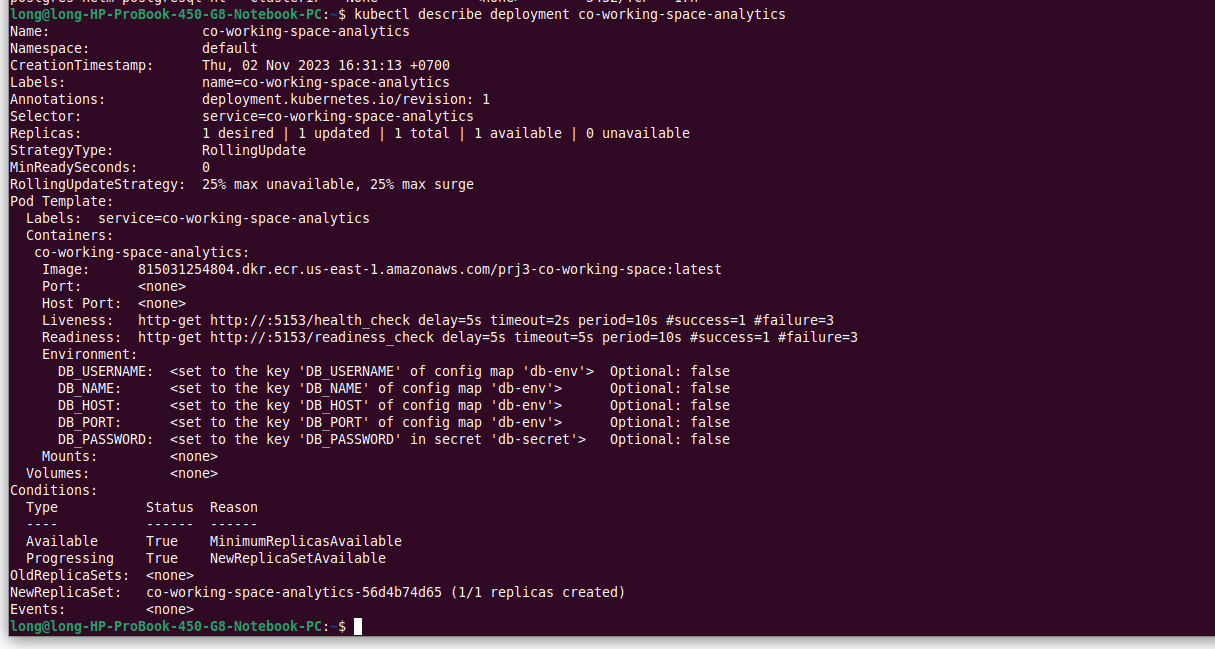 long@long-HP-ProBook-450-G8-Notebook-PC:~$ kubectl describe deployment co-working-space-analytics
Name:                   co-working-space-analytics
Namespace:              default
CreationTimestamp:      Thu, 02 Nov 2023 16:31:13 +0700
Labels:                 name=co-working-space-analytics
Annotations:            deployment.kubernetes.io/revision: 1
Selector:               service=co-working-space-analytics
Replicas:               1 desired | 1 updated | 1 total | 1 available | 0 unavailable
StrategyType:           RollingUpdate
MinReadySeconds:        0
RollingUpdateStrategy:  25% max unavailable, 25% max surge
Pod Template:
  Labels:  service=co-working-space-analytics
  Containers:
   co-working-space-analytics:
    Image:      815031254804.dkr.ecr.us-east-1.amazonaws.com/prj3-co-working-space:latest
    Port:       <none>
    Host Port:  <none>
    Liveness:   http-get http://:5153/health_check delay=5s timeout=2s period=10s #success=1 #failure=3
    Readiness:  http-get http://:5153/readiness_check delay=5s timeout=5s period=10s #success=1 #failure=3
    Environment:
      DB_USERNAME:  <set to the key 'DB_USERNAME' of config map 'db-env'>  Optional: false
      DB_NAME:      <set to the key 'DB_NAME' of config map 'db-env'>      Optional: false
      DB_HOST:      <set to the key 'DB_HOST' of config map 'db-env'>      Optional: false
      DB_PORT:      <set to the key 'DB_PORT' of config map 'db-env'>      Optional: false
      DB_PASSWORD:  <set to the key 'DB_PASSWORD' in secret 'db-secret'>   Optional: false
    Mounts:         <none>
  Volumes:          <none>
Conditions:
  Type           Status  Reason
  ----           ------  ------
  Available      True    MinimumReplicasAvailable
  Progressing    True    NewReplicaSetAvailable
OldReplicaSets:  <none>
NewReplicaSet:   co-working-space-analytics-56d4b74d65 (1/1 replicas created)
Events:          <none>
long@long-HP-ProBook-450-G8-Notebook-PC:~$